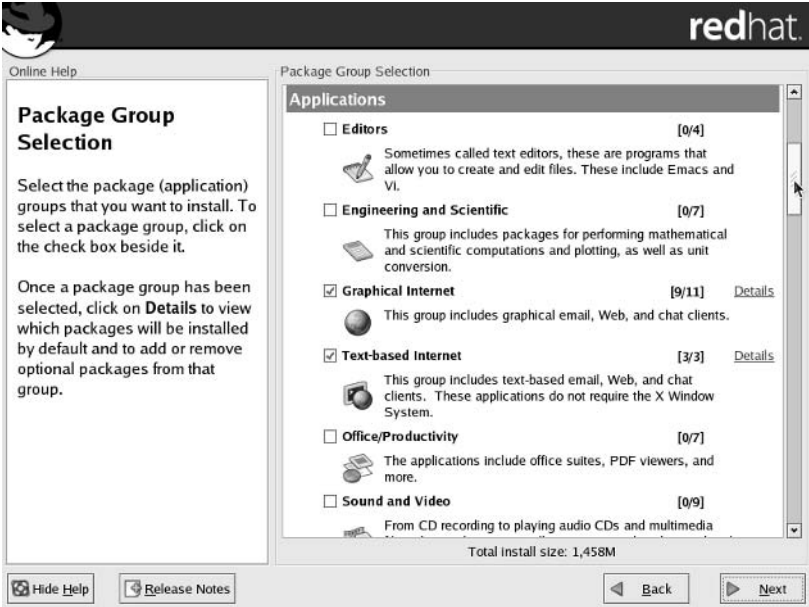 redhat.
Online Help
Package Group
Selection
Select the package (application)
groups that you want to install. To
select a package group, click on
the check box beside it.
Once a package group has been
selected, click on Details to view
which packages will be installed
by default and to add or remove
optional packages from that
group.
Package Group Selection
Applications
Editors [0/4]
Sometimes called text editors, these are programs that
allow you to create and edit files. These include Emacs and
Vi.
Engineering and Scientific [0/7]
This group includes packages for performing mathematical
and scientific computations and plotting, as well as unit
conversion.
Graphical Internet [9/11] Details
This group includes graphical email, Web, and chat clients.
Text-based Internet [3/3] Details
This group includes text-based email, Web, and chat
clients. These applications do not require the X Window
System.
Office/Productivity [0/7]
The applications include office suites, PDF viewers, and
more.
Sound and Video [0/9]
From CD recording to playing audio CDs and multimedia
Total install size: 1,458M
Hide Help
Release Notes
Back
Next